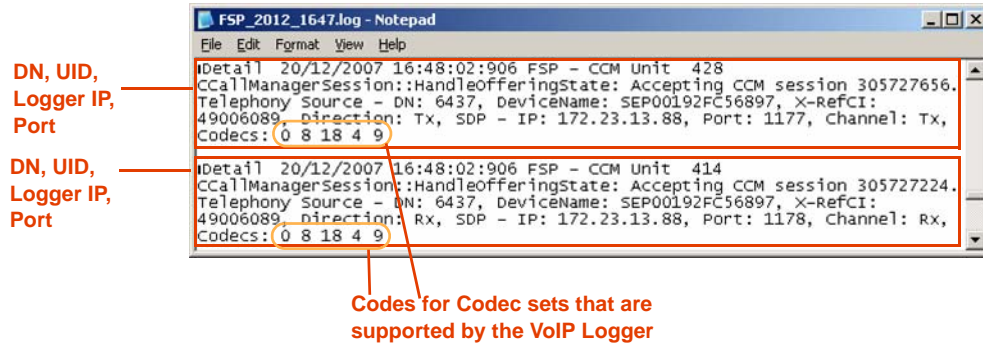 FSP_2012_1647.log - Notepad
File Edit Format View Help
DN, UID,
Logger IP,
Port
Detail 20/12/2007 16:48:02:906 FSP - CCM Unit 428
CCallManagerSession::HandleOfferingState: Accepting CCM session 305727656.
Telephony Source - DN: 6437, DeviceName: SEP00192FC56897, X-RefCI:
49006089, Direction: Tx, SDP - IP: 172.23.13.88, Port: 1177, Channel: Tx,
Codecs: 0 8 18 4 9
DN, UID,
Logger IP,
Port
Detail 20/12/2007 16:48:02:906 FSP - CCM Unit 414
CCallManagerSession::HandleOfferingState: Accepting CCM session 305727224.
Telephony Source - DN: 6437, DeviceName: SEP00192FC56897, X-RefCI:
49006089, Direction: Rx, SDP - IP: 172.23.13.88, Port: 1178, Channel: Rx,
Codecs: 0 8 18 4 9
Codes for Codec sets that are
supported by the VoIP Logger